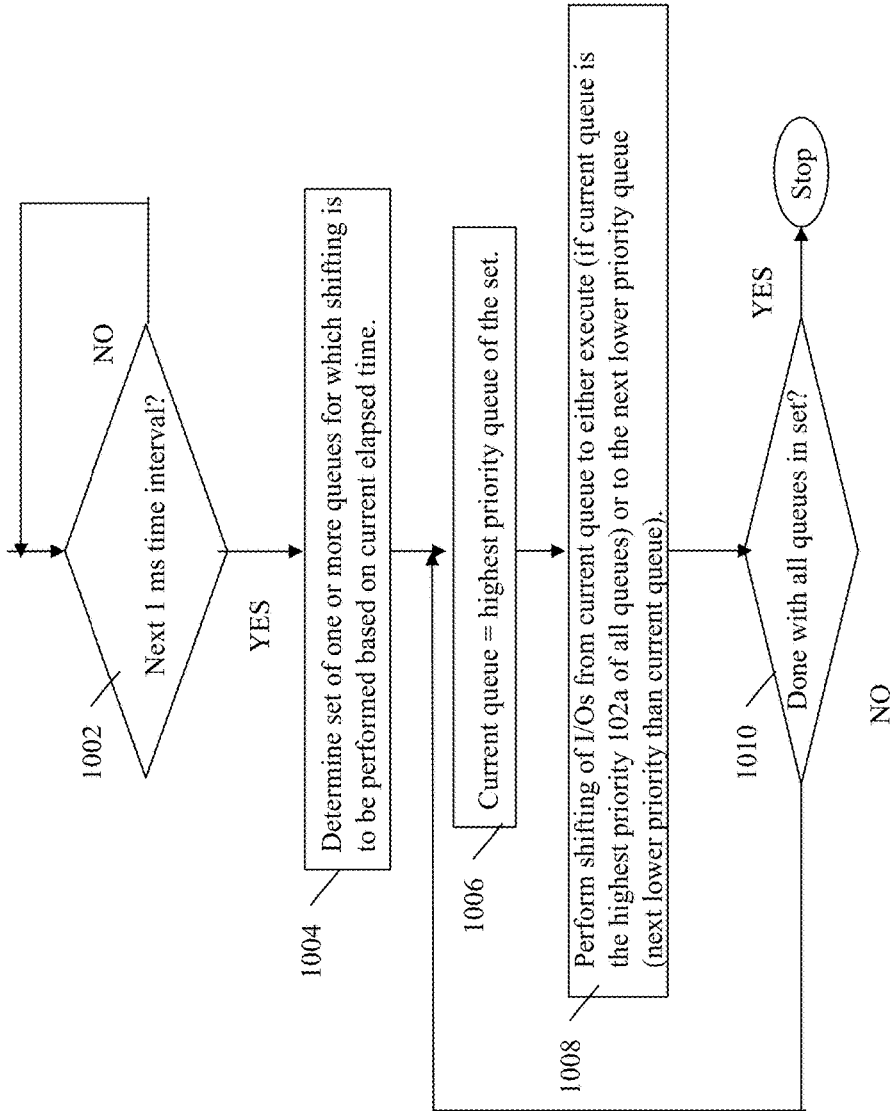 Next 1 ms time interval?
NO
1002
YES
1004
Determine set of one or more queues for which shifting is
to be performed based on current elapsed time.
1006
Current queue = highest priority queue of the set.
1008
Perform shifting of I/Os from current queue to either execute (if current queue is
the highest priority 102a of all queues) or to the next lower priority queue
(next lower priority than current queue).
1010
Done with all queues in set?
YES
Stop
NO